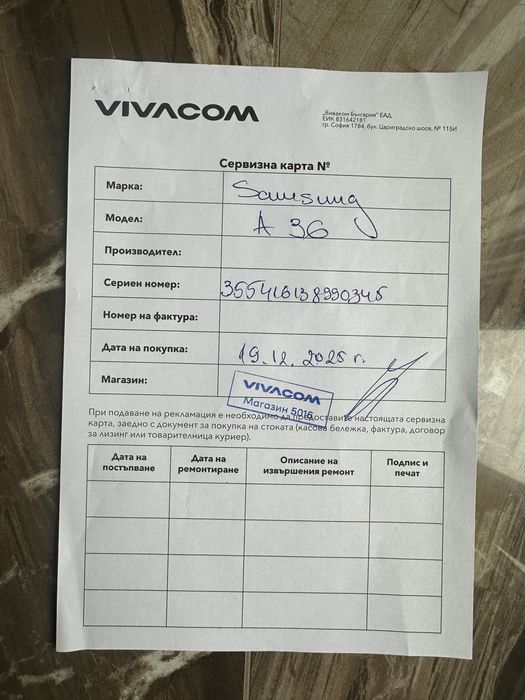 VIVACOM
„Виваком България" ЕАД
ЕИК 831642181
гр. София 1784, бул. Цариградско шосе, № 115И
Сервизна карта №
Марка: Samsung
Модел: A 36
Производител:
Сериен номер: 355416138990345
Номер на фактура:
Дата на покупка: 19.12.2025 г.
Магазин: VIVACOM
Магазин 5016
При подаване на рекламация е необходимо да предоставите настоящата сервизна
карта, заедно с документ за покупка на стоката (касова бележка, фактура, договор
за лизинг или товарителница куриер).
Дата на постъпване
Дата на ремонтиране
Описание на извършения ремонт
Подпис и печат